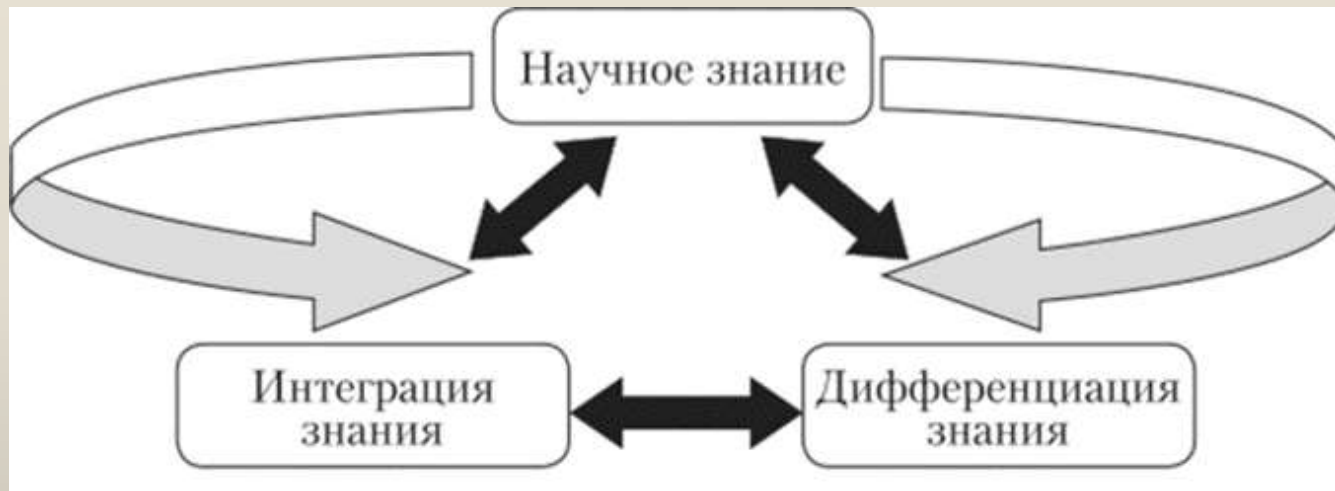 Научное знание
Интеграция
знания
Дифференциация
знания